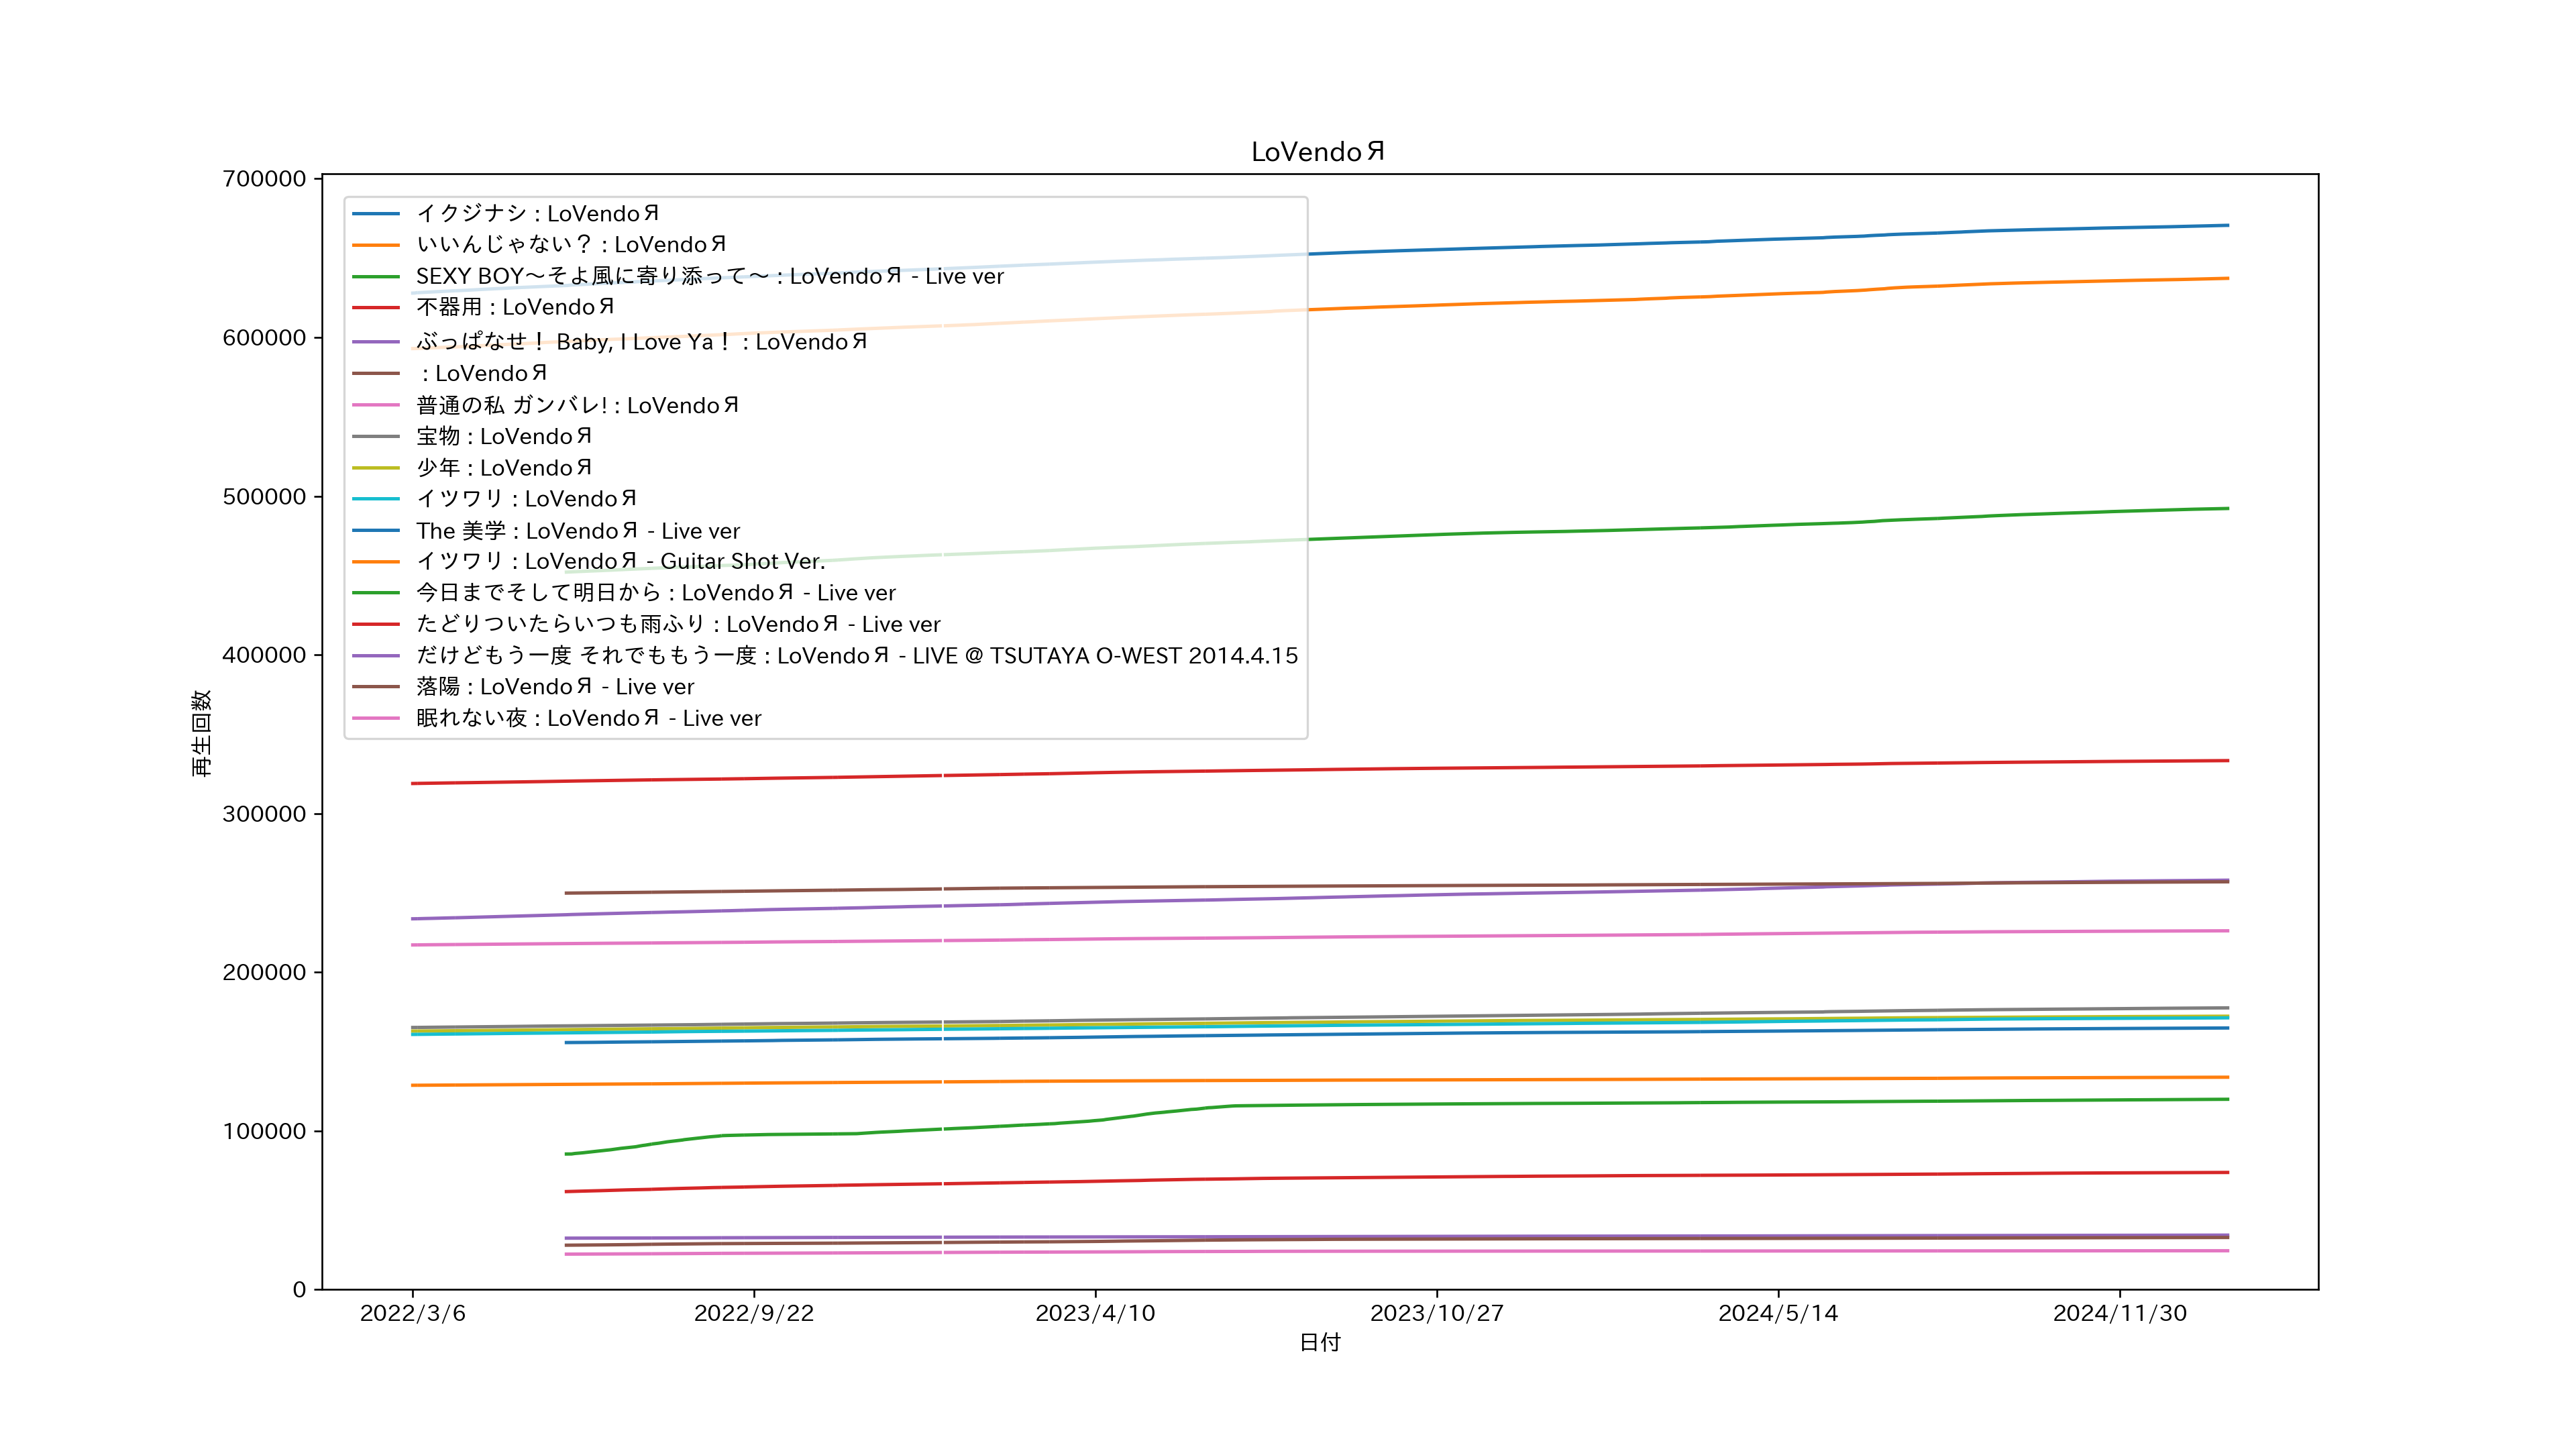 LoVendoЯ
700000
600000
500000
400000
300000
200000
100000
0
再生回数
イクジナシ : LoVendoЯ
いいんじゃない？ : LoVendoЯ
SEXY BOY～そよ風に寄り添って～ : LoVendoЯ - Live ver
不器用 : LoVendoЯ
ぶっぱなせ！ Baby, I Love Ya！ : LoVendoЯ
: LoVendoЯ
普通の私 ガンバレ! : LoVendoЯ
宝物 : LoVendoЯ
少年 : LoVendoЯ
イツワリ : LoVendoЯ
The 美学 : LoVendoЯ - Live ver
イツワリ : LoVendoЯ - Guitar Shot Ver.
今日までそして明日から : LoVendoЯ - Live ver
たどりついたらいつも雨ふり : LoVendoЯ - Live ver
だけどもう一度 それでももう一度 : LoVendoЯ - LIVE @ TSUTAYA O-WEST 2014.4.15
落陽 : LoVendoЯ - Live ver
眠れない夜 : LoVendoЯ - Live ver
2022/3/6
2022/9/22
2023/4/10
2023/10/27
2024/5/14
2024/11/30
日付